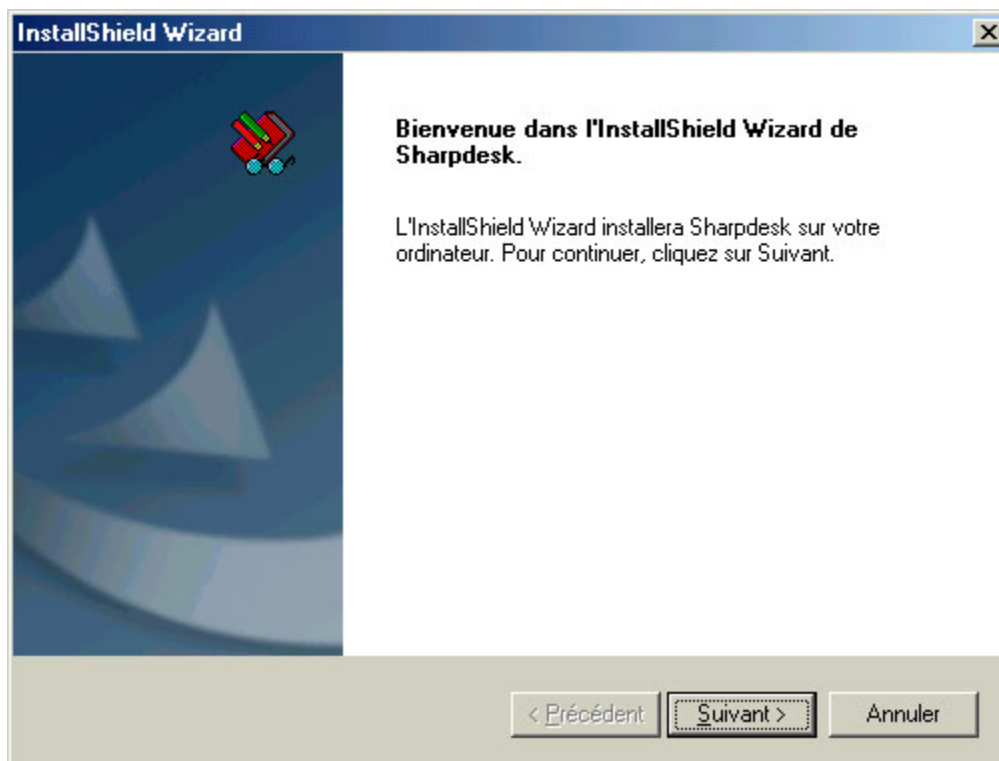 InstallShield Wizard
Bienvenue dans l'InstallShield Wizard de
Sharpdesk.
L'InstallShield Wizard installera Sharpdesk sur votre
ordinateur. Pour continuer, cliquez sur Suivant.
< Précédent
Suivant >
Annuler